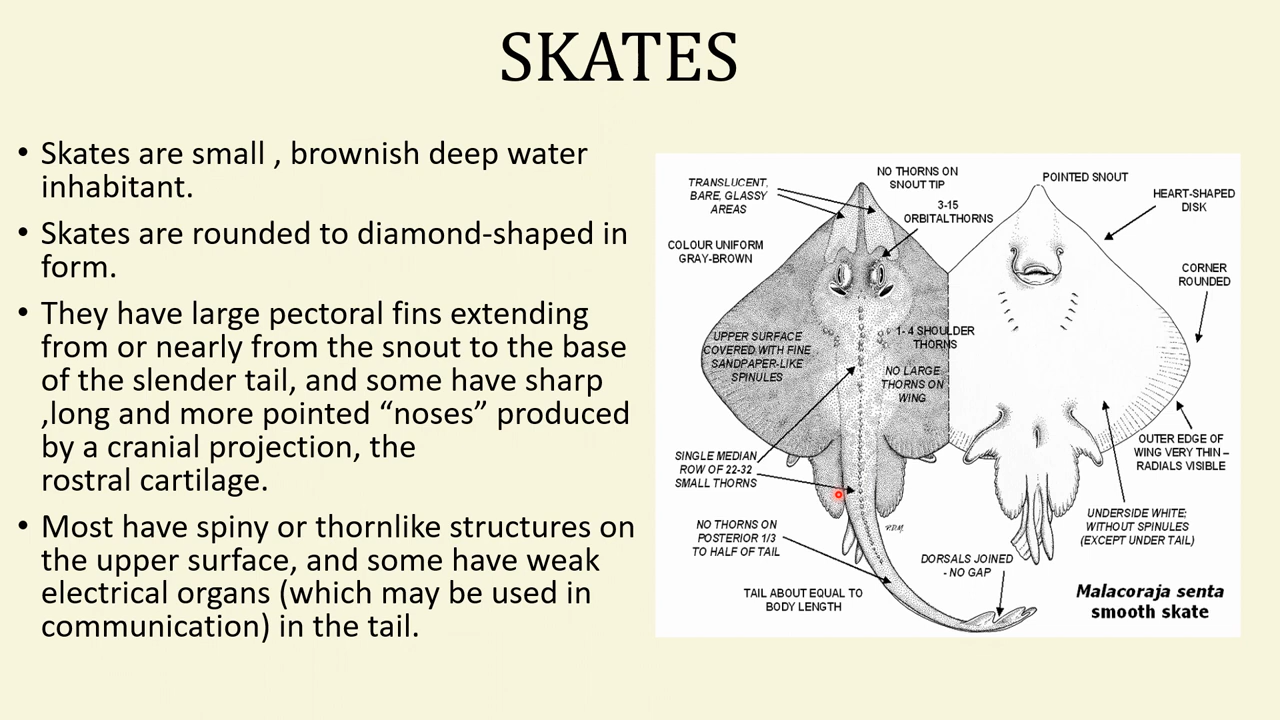 SKATES
• Skates are small , brownish deep water
inhabitant.
• Skates are rounded to diamond-shaped in
form.
• They have large pectoral fins extending
from or nearly from the snout to the base
of the slender tail, and some have sharp
,long and more pointed “noses” produced
by a cranial projection, the
rostral cartilage.
• Most have spiny or thornlike structures on
the upper surface, and some have weak
electrical organs (which may be used in
communication) in the tail.
TRANSLUCENT,
BARE, GLASSY
AREAS
NO THORNS ON
SNOUT TIP
3-15
ORBITALTHORNS
COLOUR UNIFORM
GRAY-BROWN
POINTED SNOUT
HEART-SHAPED
DISK
CORNER
ROUNDED
UPPER SURFACE
COVERED WITH FINE
SANDPAPER-LIKE
SPINULES
1- 4 SHOULDER
THORNS
NO LARGE
THORNS ON
WING
SINGLE MEDIAN
ROW OF 22-32
SMALL THORNS
OUTER EDGE OF
WING VERY THIN –
RADIALS VISIBLE
NO THORNS ON
POSTERIOR 1/3
TO HALF OF TAIL
R.D.M.
UNDERSIDE WHITE;
WITHOUT SPINULES
(EXCEPT UNDER TAIL)
DORSALS JOINED
- NO GAP
TAIL ABOUT EQUAL TO
BODY LENGTH
Malacoraja senta
smooth skate